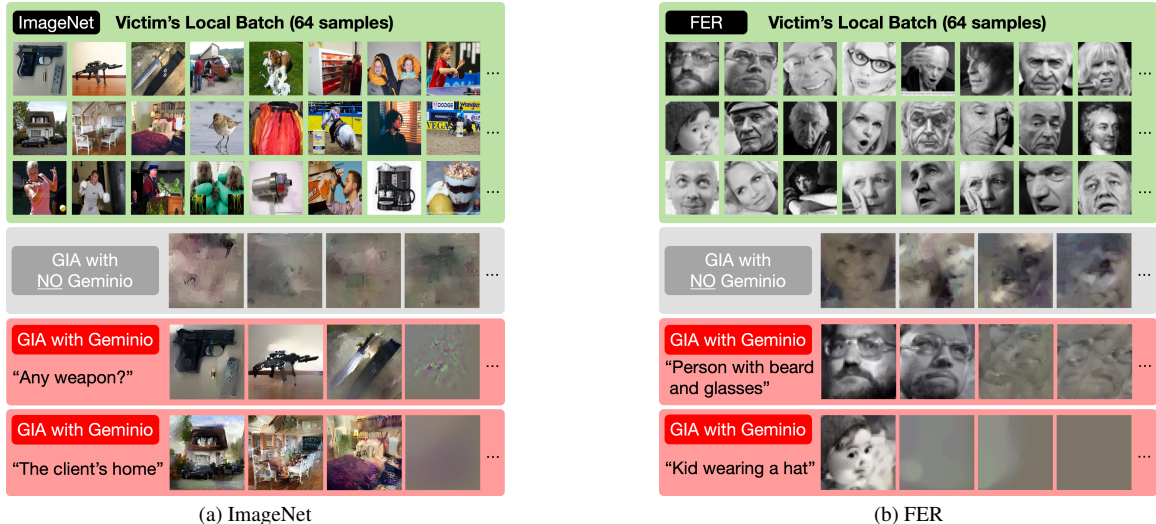 ImageNet Victim's Local Batch (64 samples)
...
...
...
GIA with
NO Geminio
...
GIA with Geminio
"Any weapon?"
...
GIA with Geminio
"The client's home"
...
(a) ImageNet
FER Victim's Local Batch (64 samples)
...
...
...
GIA with
NO Geminio
...
GIA with Geminio
"Person with beard
and glasses"
...
GIA with Geminio
"Kid wearing a hat"
...
(b) FER